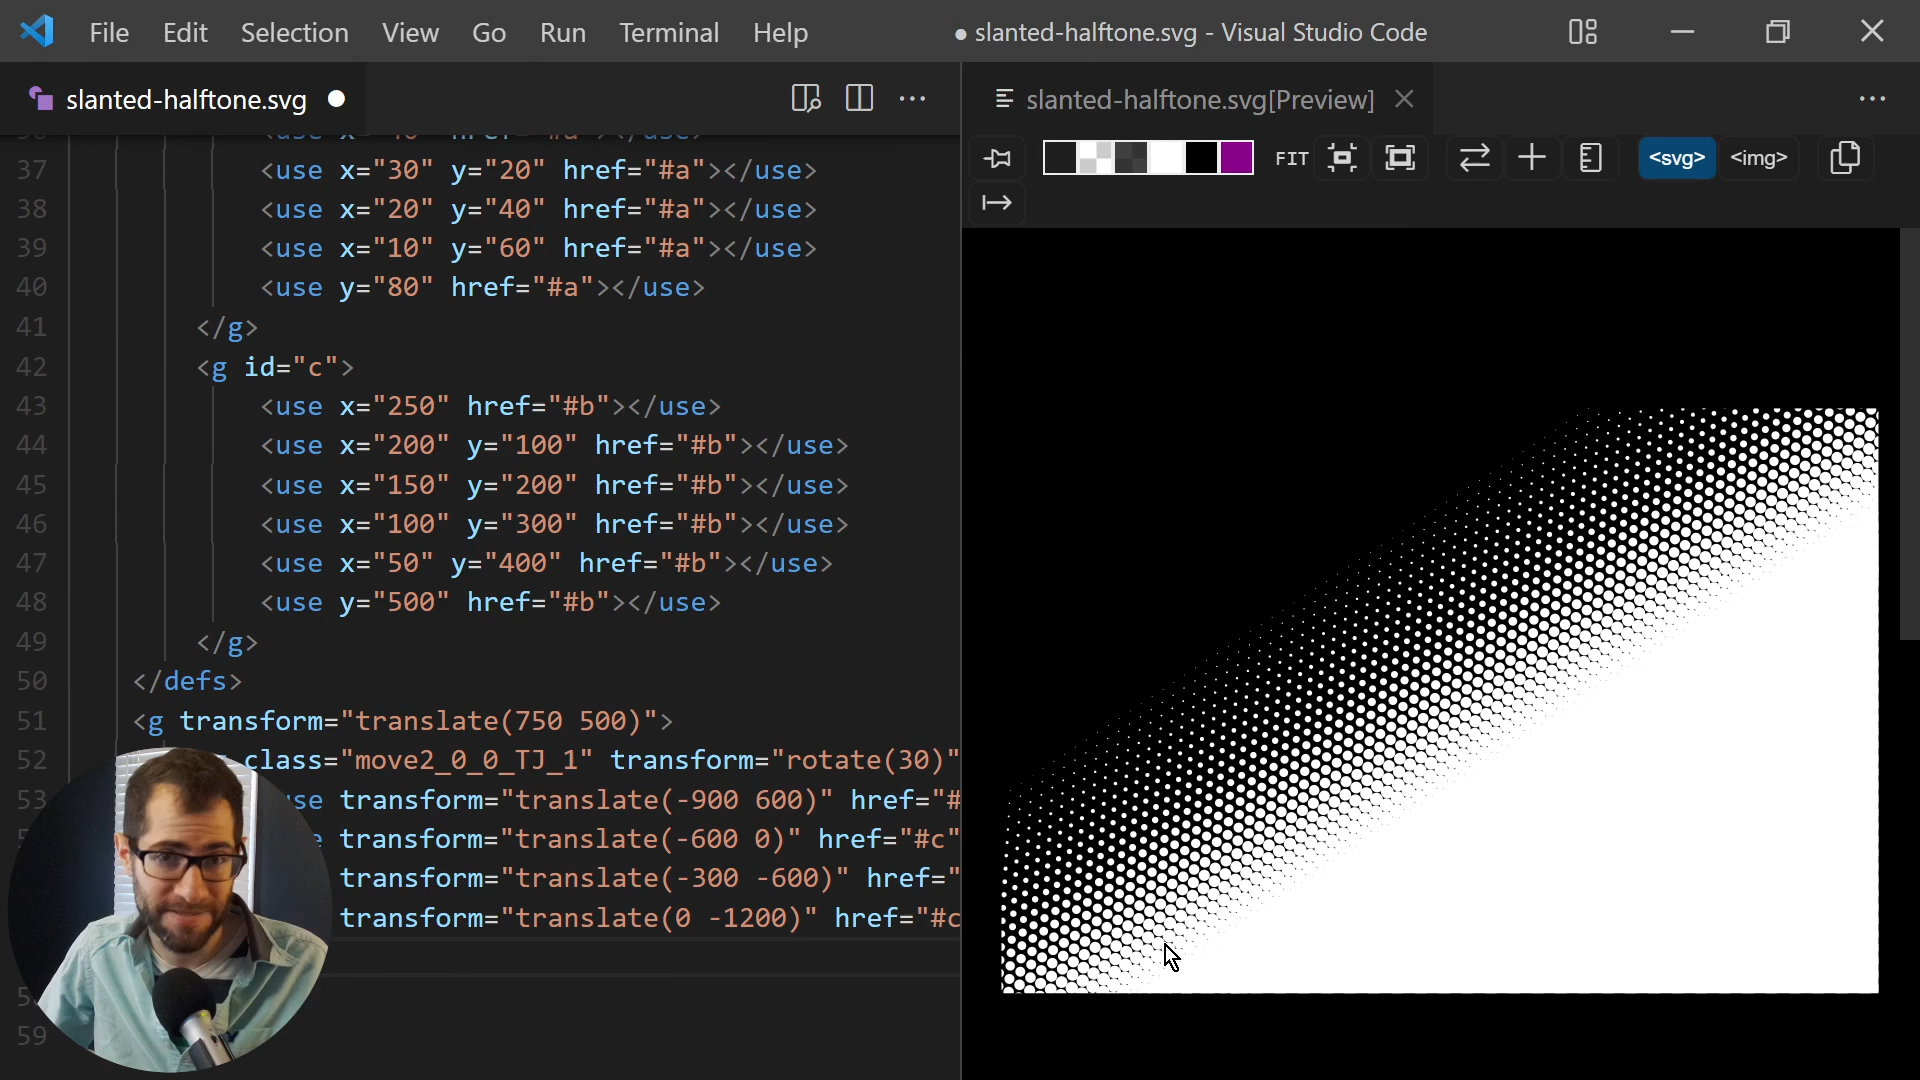 File Edit Selection View Go Run Terminal Help
● slanted-halftone.svg - Visual Studio Code
slanted-halftone.svg ●
37 <use x="30" y="20" href="#a"></use>
38 <use x="20" y="40" href="#a"></use>
39 <use x="10" y="60" href="#a"></use>
40 <use y="80" href="#a"></use>
41 </g>
42 <g id="c">
43 <use x="250" href="#b"></use>
44 <use x="200" y="100" href="#b"></use>
45 <use x="150" y="200" href="#b"></use>
46 <use x="100" y="300" href="#b"></use>
47 <use x="50" y="400" href="#b"></use>
48 <use y="500" href="#b"></use>
49 </g>
50 </defs>
51 <g transform="translate(750 500)">
52 class="move2_0_0_TJ_1" transform="rotate(30)"
53 transform="translate(-900 600)" href="#
transform="translate(-600 0)" href="#c"
transform="translate(-300 -600)" href="
transform="translate(0 -1200)" href="#c
59
slanted-halftone.svg[Preview]
FIT
<svg>
<img>